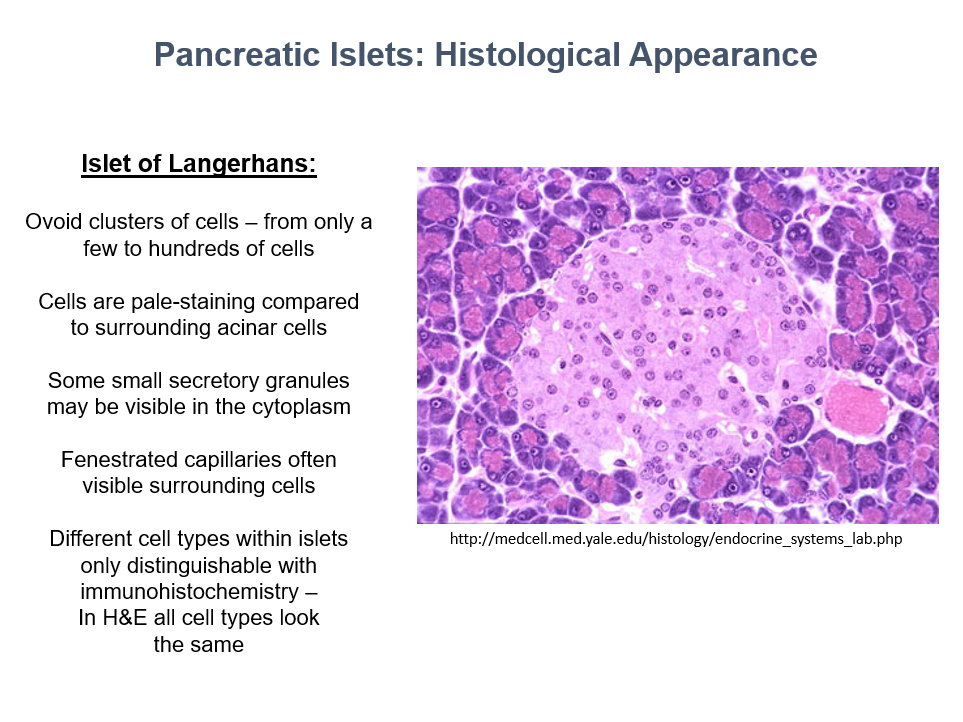 Pancreatic Islets: Histological Appearance
Islet of Langerhans:
Ovoid clusters of cells – from only a
few to hundreds of cells
Cells are pale-staining compared
to surrounding acinar cells
Some small secretory granules
may be visible in the cytoplasm
Fenestrated capillaries often
visible surrounding cells
Different cell types within islets
only distinguishable with
immunohistochemistry –
In H&E all cell types look
the same
http://medcell.med.yale.edu/histology/endocrine_systems_lab.php